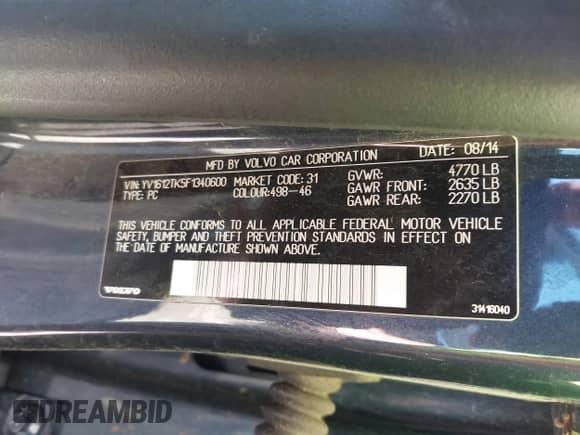 MFD BY VOLVO CAR CORPORATION DATE: 08/14
VIN: YV1612TK5F1340600 MARKET CODE: 31 GVWR: 4770 LB
TYPE: PC COLOUR:498-46 GAWR FRONT: 2635 LB
GAWR REAR: 2270 LB
THIS VEHICLE CONFORMS TO ALL APPLICABLE FEDERAL MOTOR VEHICLE
SAFETY, BUMPER AND THEFT PREVENTION STANDARDS IN EFFECT ON THE
DATE OF MANUFACTURE SHOWN ABOVE.
VOLVO 31416040
DREAMBID